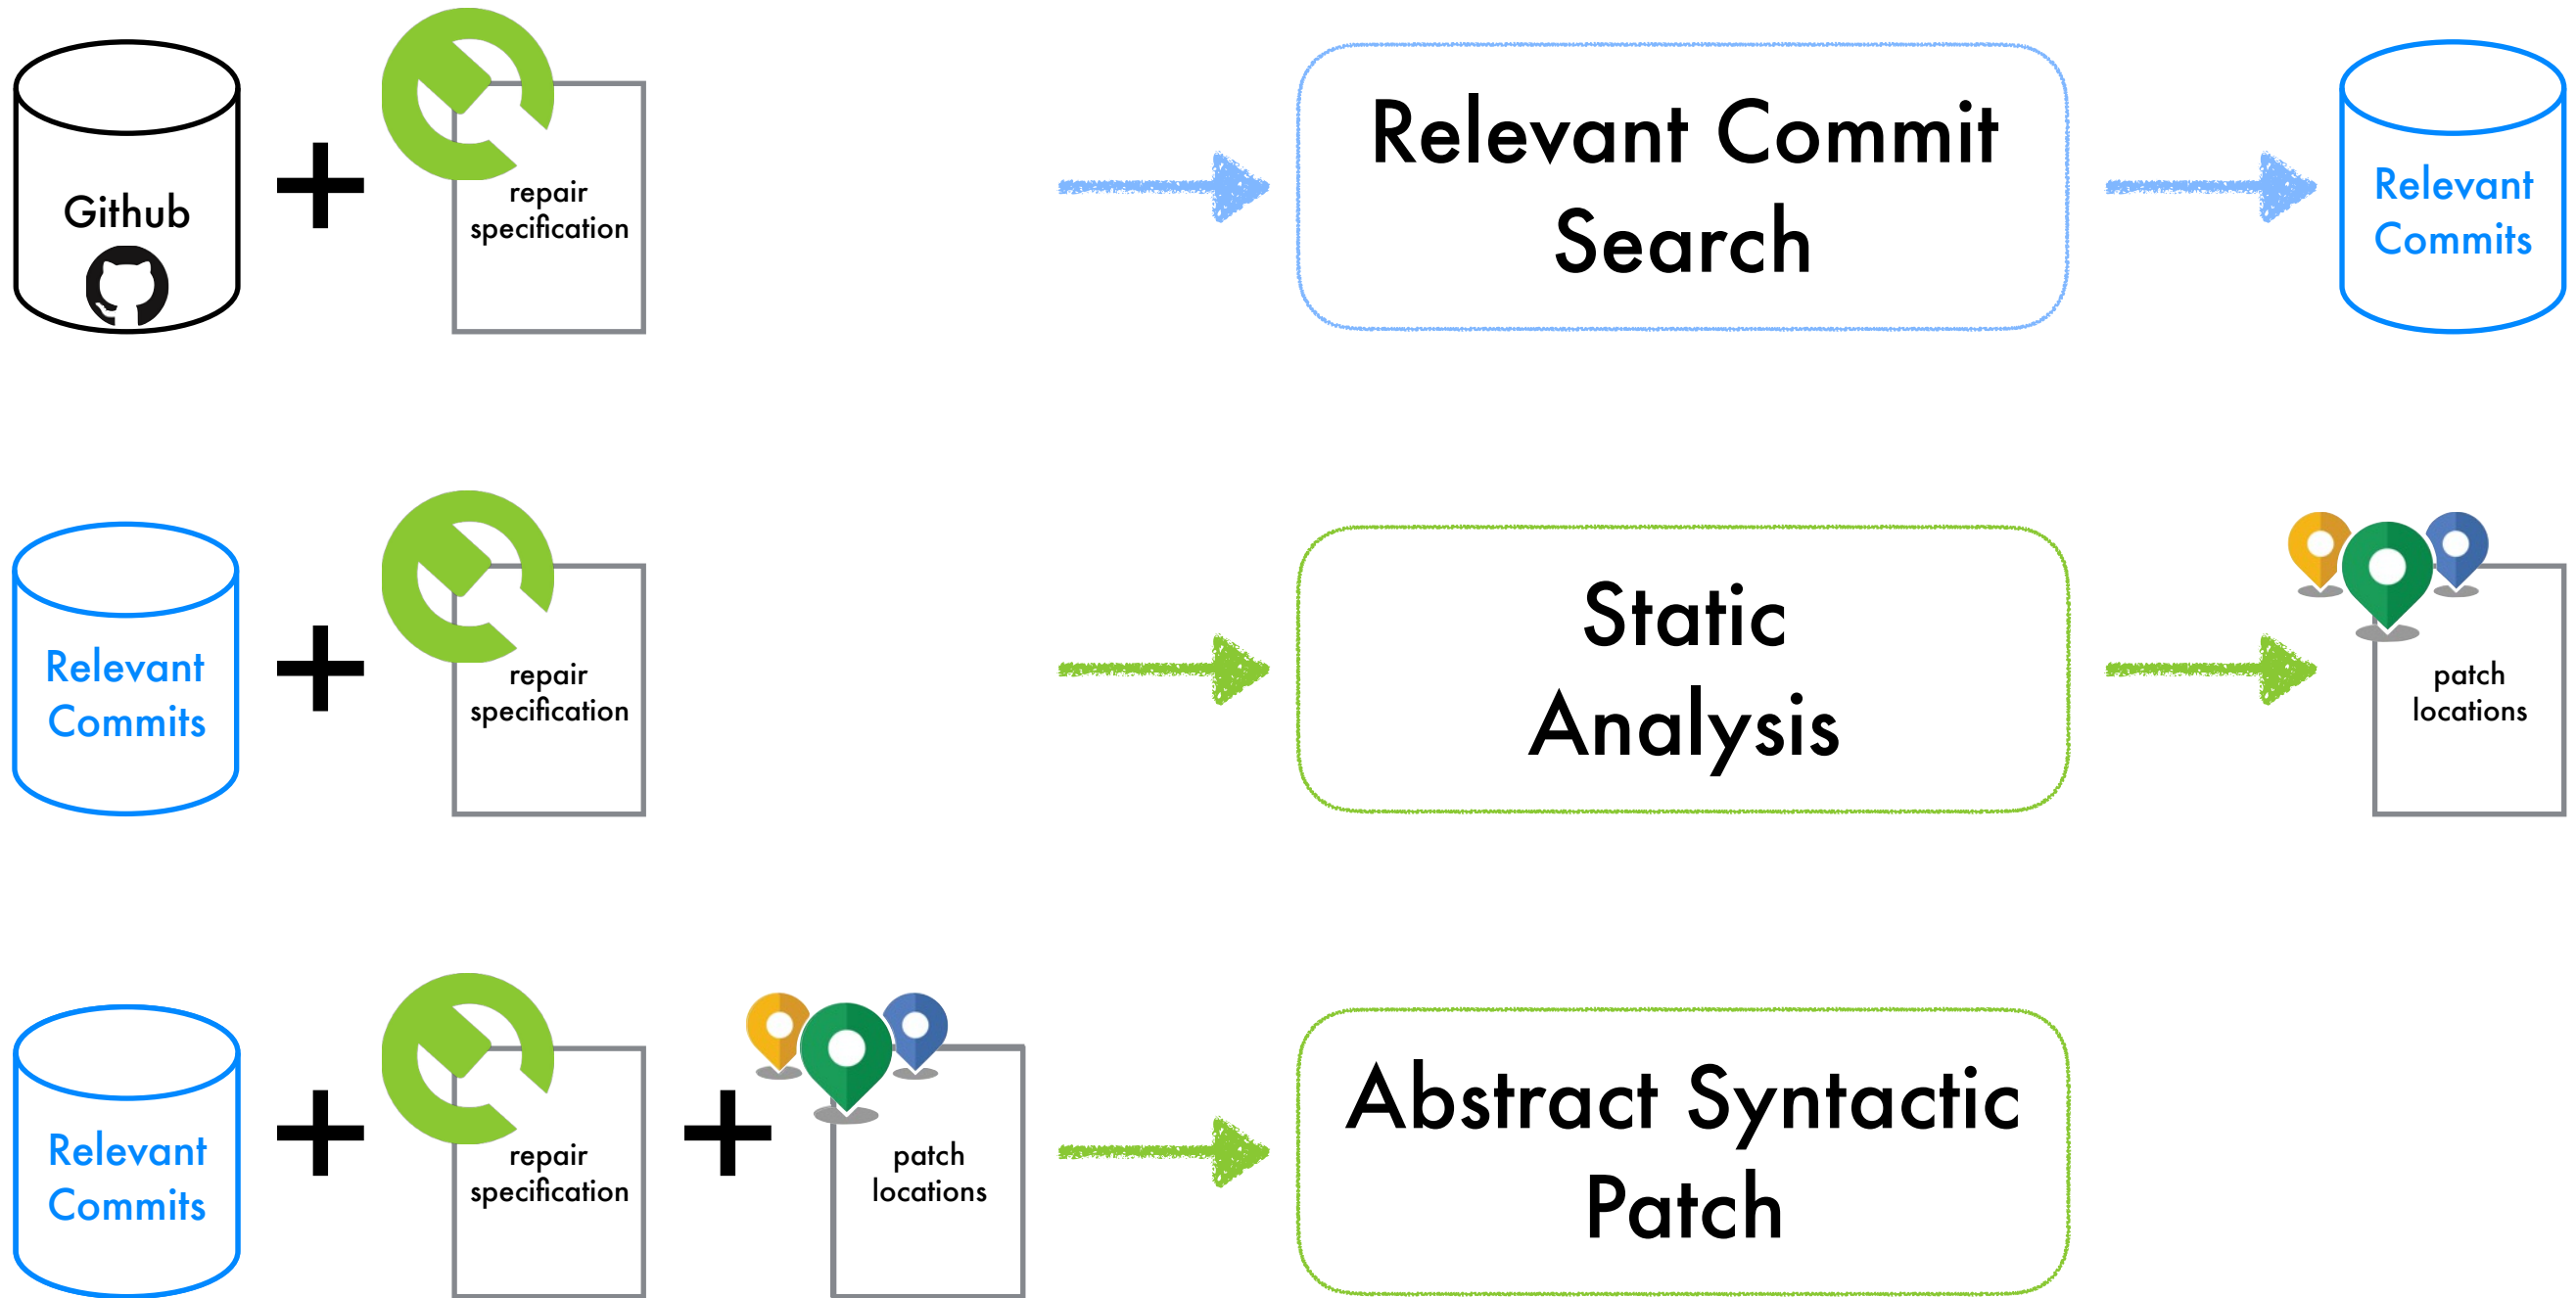 Github
repair
specification
Relevant Commit
Search
Relevant
Commits
Relevant
Commits
repair
specification
Static
Analysis
patch
locations
Relevant
Commits
repair
specification
patch
locations
Abstract Syntactic
Patch